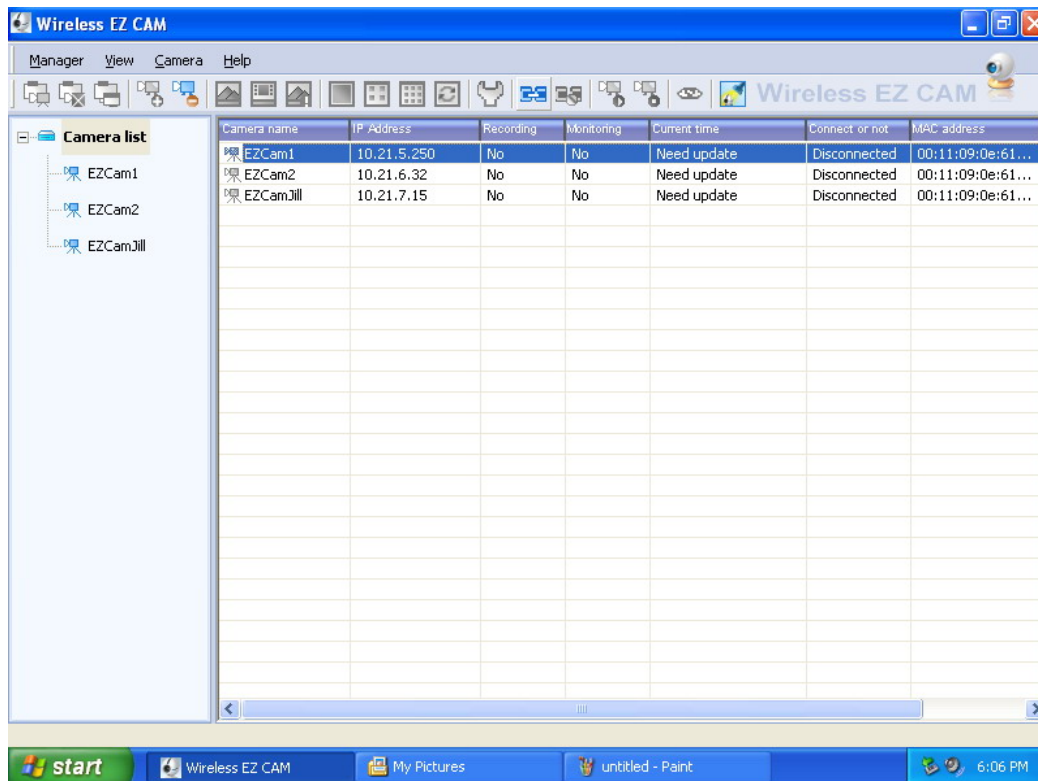 Wireless EZ CAM
Manager View Camera Help
Wireless EZ CAM
Camera list
EZCam1
EZCam2
EZCamJill
Camera name IP Address Recording Monitoring Current time Connect or not MAC address
EZCam1 10.21.5.250 No No Need update Disconnected 00:11:09:0e:61...
EZCam2 10.21.6.32 No No Need update Disconnected 00:11:09:0e:61...
EZCamJill 10.21.7.15 No No Need update Disconnected 00:11:09:0e:61...
start Wireless EZ CAM My Pictures untitled - Paint 6:06 PM